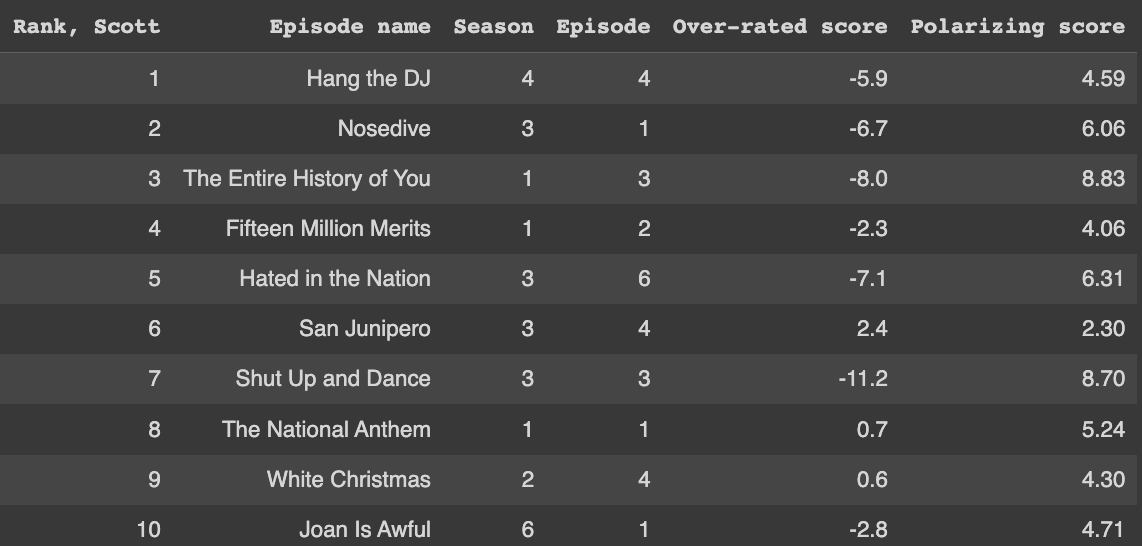 Rank, Scott Episode name Season Episode Over-rated score Polarizing score
1 Hang the DJ 4 4 -5.9 4.59
2 Nosedive 3 1 -6.7 6.06
3 The Entire History of You 1 3 -8.0 8.83
4 Fifteen Million Merits 1 2 -2.3 4.06
5 Hated in the Nation 3 6 -7.1 6.31
6 San Junipero 3 4 2.4 2.30
7 Shut Up and Dance 3 3 -11.2 8.70
8 The National Anthem 1 1 0.7 5.24
9 White Christmas 2 4 0.6 4.30
10 Joan Is Awful 6 1 -2.8 4.71